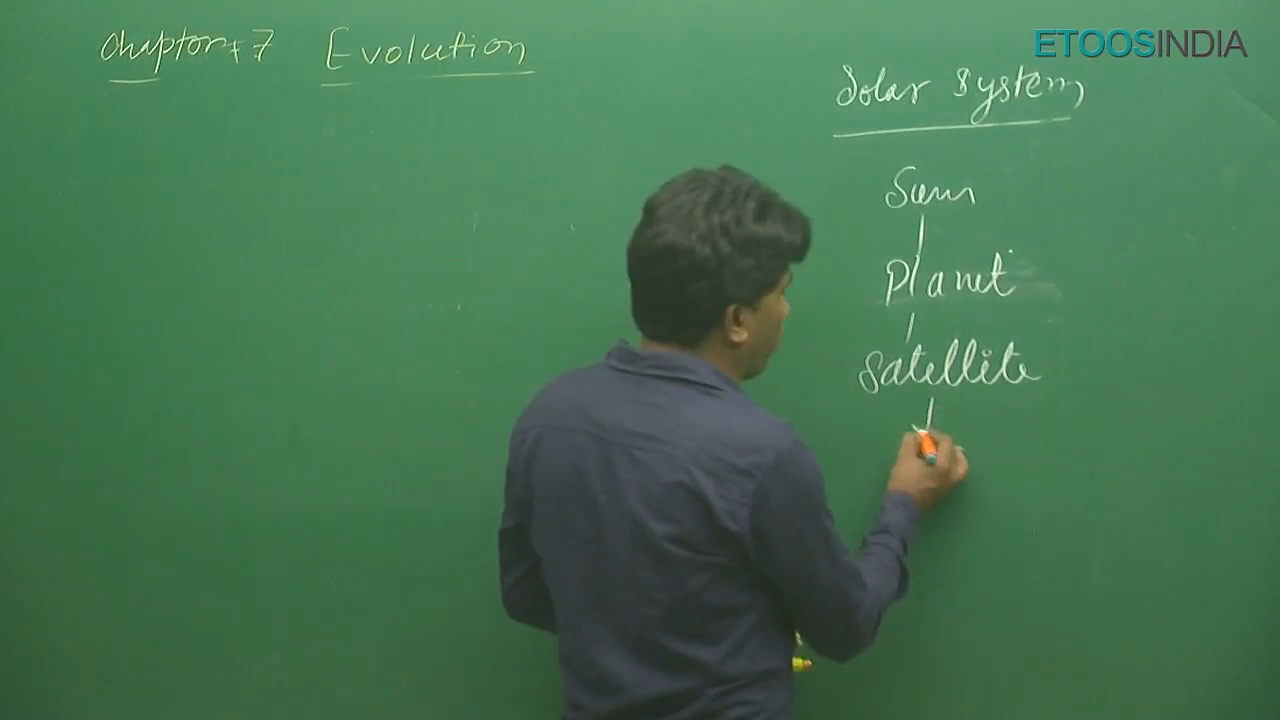 Chapter 7 Evolution
ETOOSINDIA
Solar System
Sun
Planet
Satellite